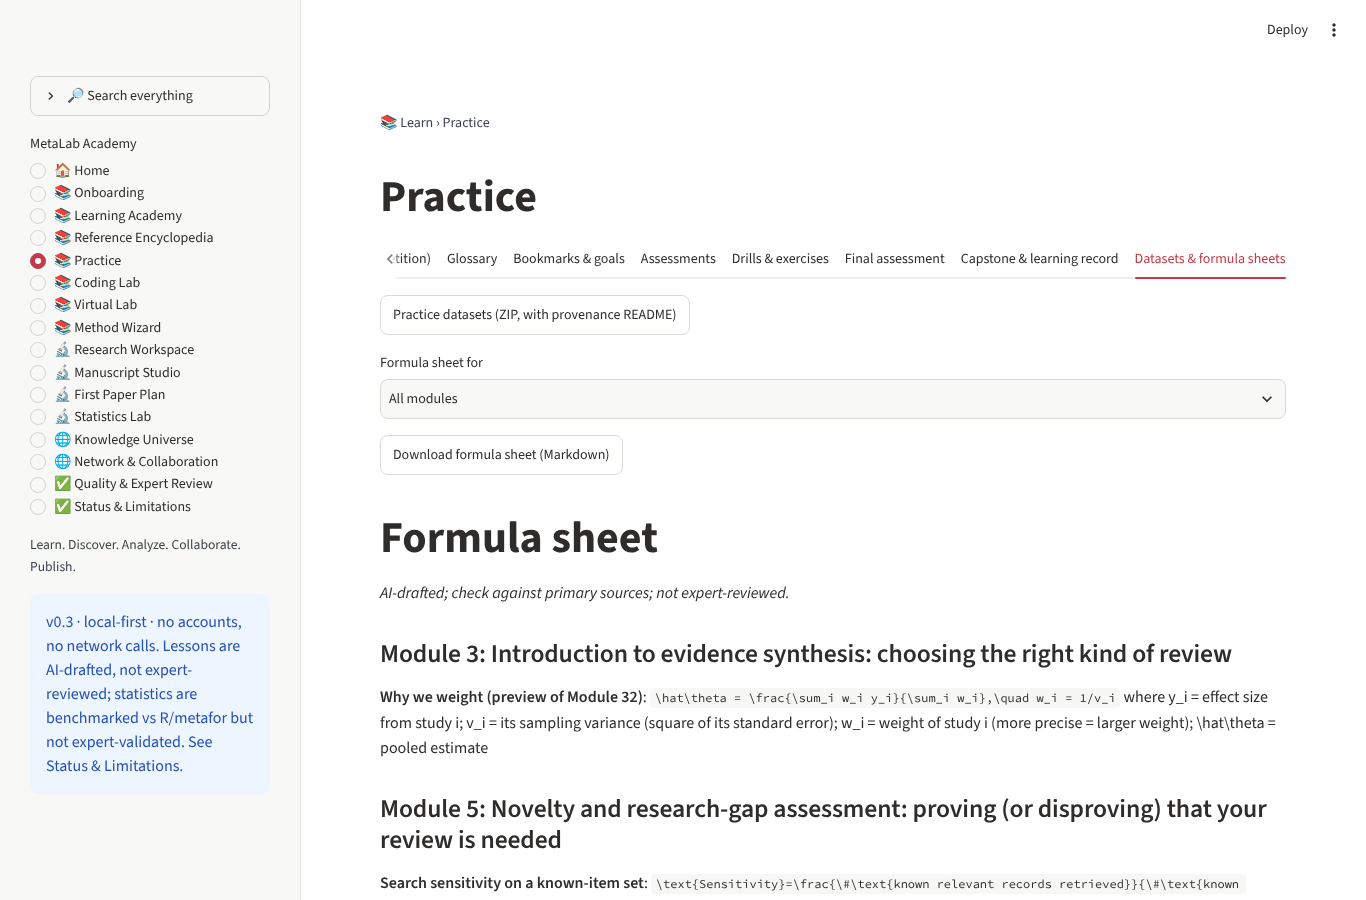 Deploy
🔎 Search everything
MetaLab Academy
🏠 Home
📚 Onboarding
📚 Learning Academy
📚 Reference Encyclopedia
📚 Practice
📚 Coding Lab
📚 Virtual Lab
📚 Method Wizard
🔬 Research Workspace
🔬 Manuscript Studio
🔬 First Paper Plan
🔬 Statistics Lab
🌐 Knowledge Universe
🌐 Network & Collaboration
✅ Quality & Expert Review
✅ Status & Limitations
Learn. Discover. Analyze. Collaborate.
Publish.
v0.3 · local-first · no accounts,
no network calls. Lessons are
AI-drafted, not expert-
reviewed; statistics are
benchmarked vs R/metafor but
not expert-validated. See
Status & Limitations.
📚 Learn › Practice
Practice
tition) Glossary Bookmarks & goals Assessments Drills & exercises Final assessment Capstone & learning record Datasets & formula sheets
Practice datasets (ZIP, with provenance README)
Formula sheet for
All modules
Download formula sheet (Markdown)
Formula sheet
AI-drafted; check against primary sources; not expert-reviewed.
Module 3: Introduction to evidence synthesis: choosing the right kind of review
Why we weight (preview of Module 32): \hat\theta = \frac{\sum_i w_i y_i}{\sum_i w_i},\quad w_i = 1/v_i where y_i = effect size
from study i; v_i = its sampling variance (square of its standard error); w_i = weight of study i (more precise = larger weight); \hat\theta =
pooled estimate
Module 5: Novelty and research-gap assessment: proving (or disproving) that your
review is needed
Search sensitivity on a known-item set: \text{Sensitivity}=\frac{\#\text{known relevant records retrieved}}{\#\text{known